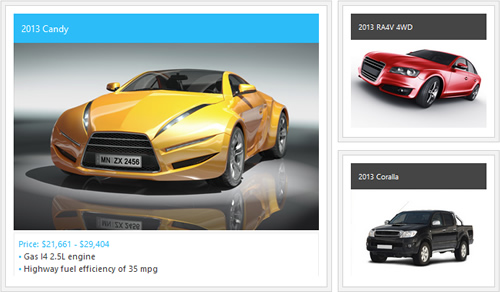 2013 Candy
MN: ZX 2456
Price: $21,661 - $29,404
• Gas I4 2.5L engine
• Highway fuel efficiency of 35 mpg
2013 RA4V 4WD
2013 Coralla